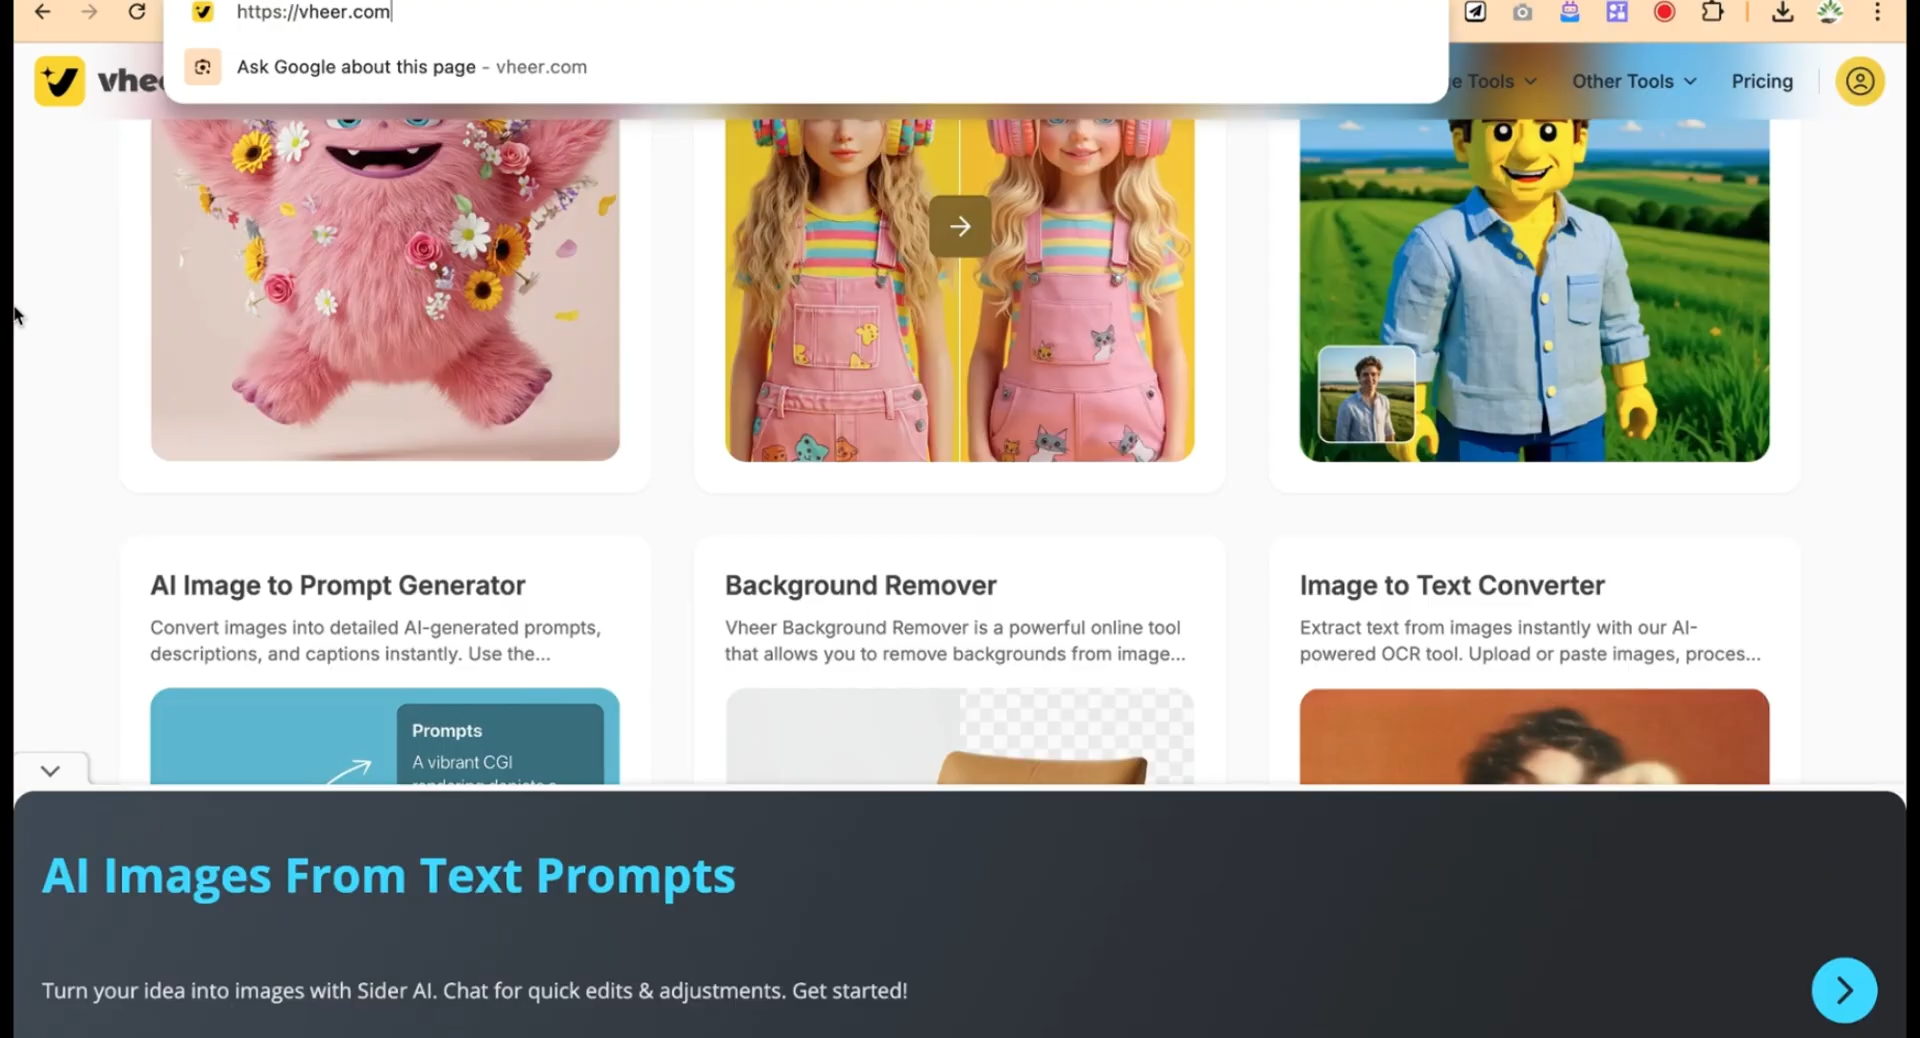 https://vheer.com
Ask Google about this page - vheer.com
Tools
Other Tools
Pricing
AI Image to Prompt Generator
Convert images into detailed AI-generated prompts,
descriptions, and captions instantly. Use the...
Background Remover
Vheer Background Remover is a powerful online tool
that allows you to remove backgrounds from image...
Image to Text Converter
Extract text from images instantly with our AI-
powered OCR tool. Upload or paste images, proces...
Prompts
A vibrant CGI
AI Images From Text Prompts
Turn your idea into images with Sider AI. Chat for quick edits & adjustments. Get started!